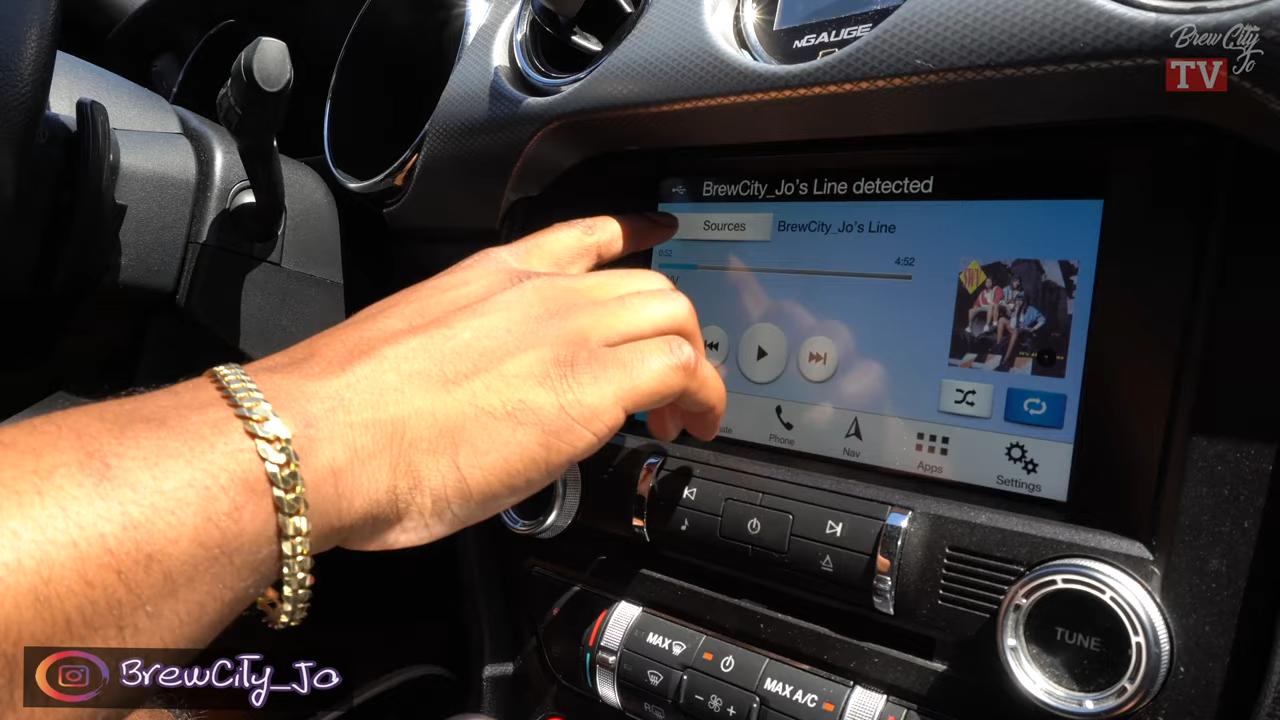 nGAUGE
Brew City
Jo
TV
BrewCity_Jo's Line detected
Sources
BrewCity_Jo's Line
0:52
4:52
Phone
Nav
Apps
Settings
MAX
MAX A/C
R
TUNE
BrewCity_Jo